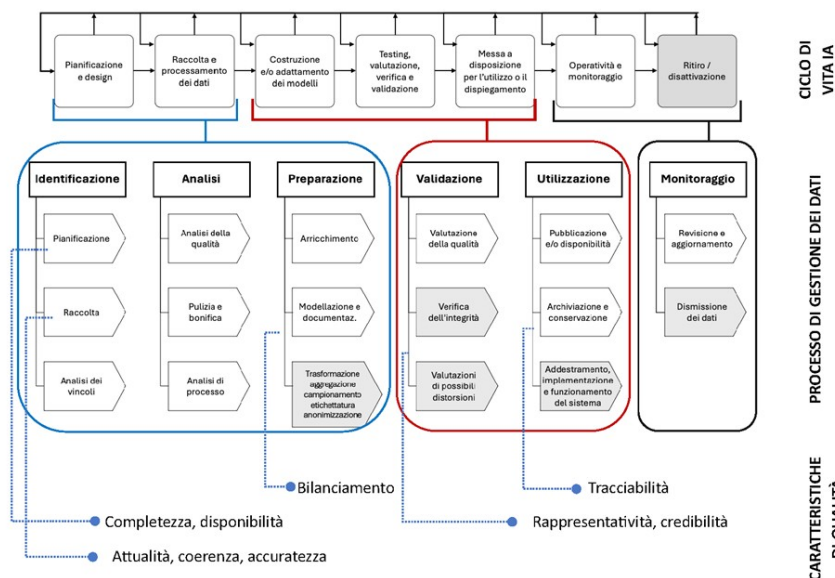 Pianificazione
e design
Raccolta e
processamento
dei dati
Costruzione
e/o adattamento
dei modelli
Testing,
valutazione,
verifica e
validazione
Messa a
disposizione
per l'utilizzo o il
dispiegamento
Operatività e
monitoraggio
Ritiro /
disattivazione
CICLO DI
VITA IA
Identificazione
Analisi
Preparazione
Validazione
Utilizzazione
Monitoraggio
Pianificazione
Analisi della
qualità
Arricchimento
Valutazione
della qualità
Pubblicazione
e/o disponibilità
Revisione e
aggiornamento
Raccolta
Pulizia e
bonifica
Modellazione e
documentaz.
Verifica
dell'integrità
Archiviazione e
conservazione
Dismissione
dei dati
Analisi dei
vincoli
Analisi di
processo
Trasformazione
aggregazione
campionamento
etichettatura
anonimizzazione
Valutazioni
di possibili
distorsioni
Addestramento,
implementazione
e funzionamento
del sistema
PROCESSO DI GESTIONE DEI DATI
Bilanciamento
Tracciabilità
Completezza, disponibilità
Rappresentatività, credibilità
Attualità, coerenza, accuratezza
CARATTERISTICHE
DI QUALITÀ